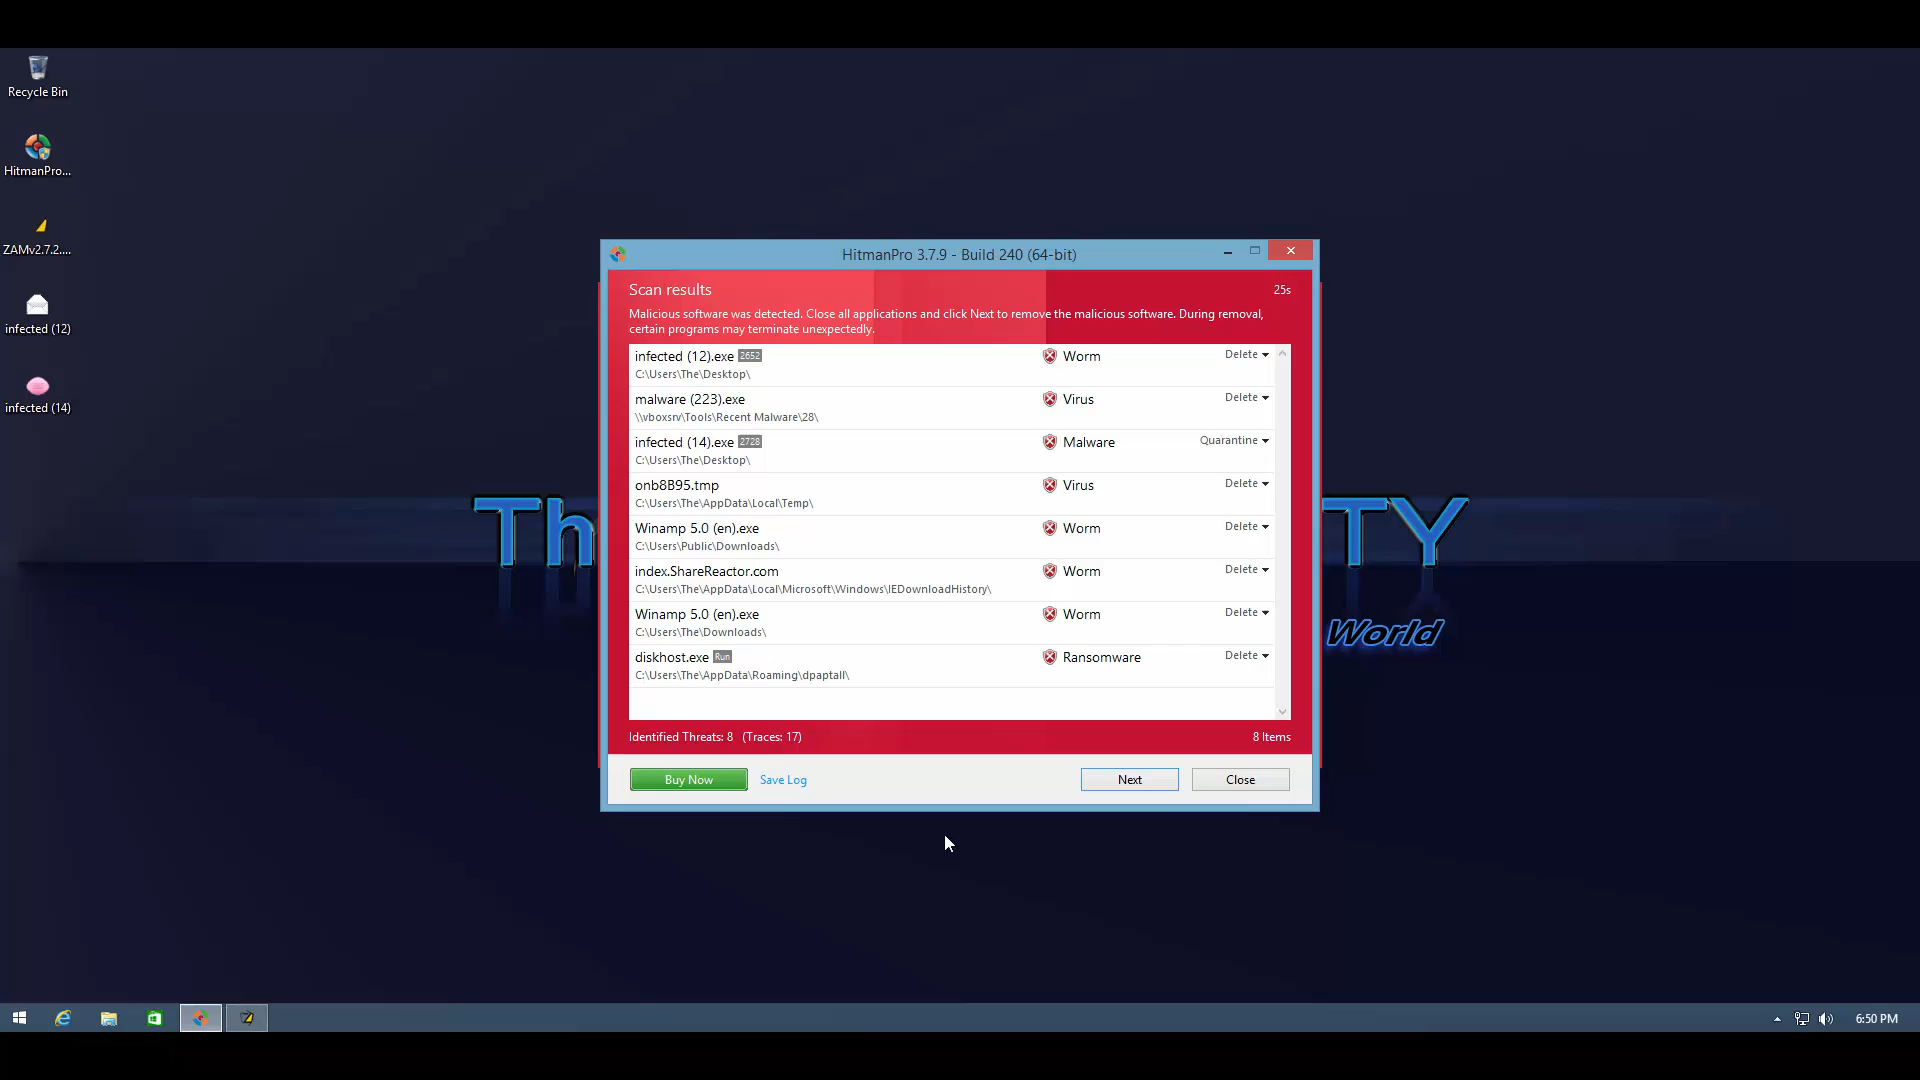 Recycle Bin
HitmanPro...
ZAMv2.7.2....
infected (12)
infected (14)
HitmanPro 3.7.9 - Build 240 (64-bit)
Scan results
25s
Malicious software was detected. Close all applications and click Next to remove the malicious software. During removal,
certain programs may terminate unexpectedly.
infected (12).exe 2652 Worm Delete
C:\Users\The\Desktop\
malware (223).exe Virus Delete
\\vboxsrv\Tools\Recent Malware\28\
infected (14).exe 2728 Malware Quarantine
C:\Users\The\Desktop\
onb8B95.tmp Virus Delete
C:\Users\The\AppData\Local\Temp\
Winamp 5.0 (en).exe Worm Delete
C:\Users\Public\Downloads\
index.ShareReactor.com Worm Delete
C:\Users\The\AppData\Local\Microsoft\Windows\IEDownloadHistory\
Winamp 5.0 (en).exe Worm Delete
C:\Users\The\Downloads\
diskhost.exe Run Ransomware Delete
C:\Users\The\AppData\Roaming\dpaptall\
Identified Threats: 8 (Traces: 17)
8 Items
Buy Now
Save Log
Next
Close
Th
TY
World
6:50 PM